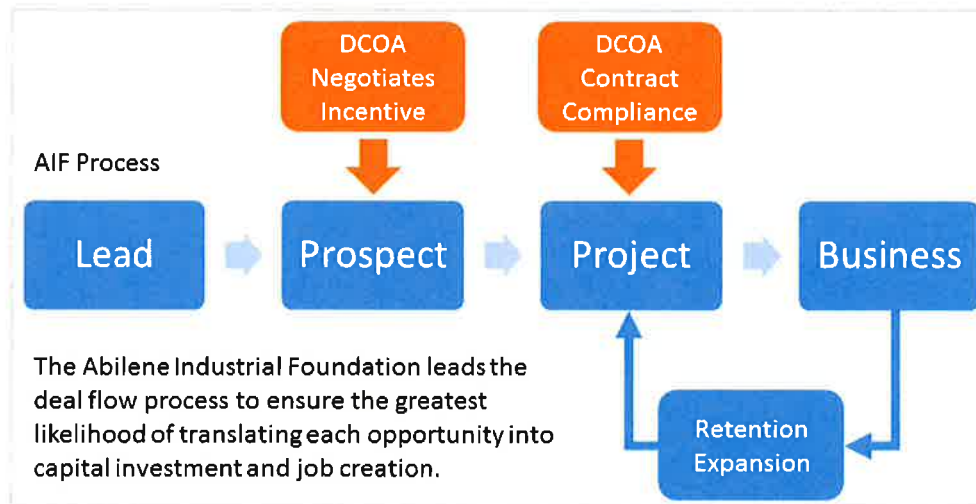 DCOA
Negotiates
Incentive
DCOA
Contract
Compliance
AIF Process
Lead
Prospect
Project
Business
The Abilene Industrial Foundation leads the
deal flow process to ensure the greatest
likelihood of translating each opportunity into
capital investment and job creation.
Retention
Expansion